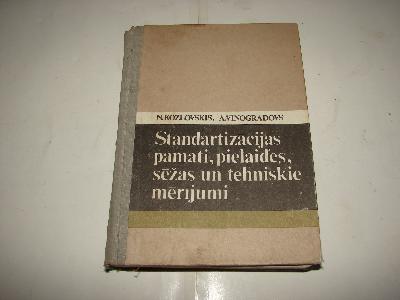 N.KOZLOVSKIS, A.VINOGRADOVS
Standartizacijas
pamati, pielaides,
sēžas un tehniskie
mērījumi